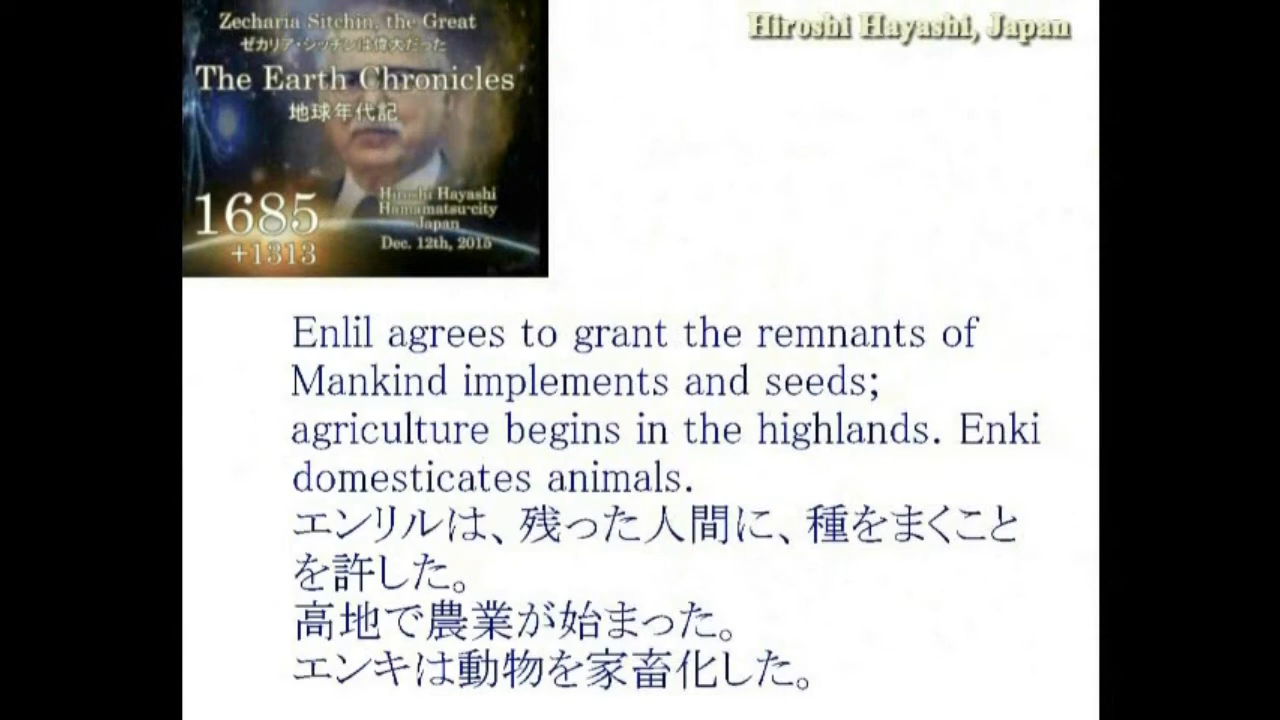 Zecharia Sitchin, the Great
ゼカリア・シッチンは偉大だった
The Earth Chronicles
地球年代記
1685
+1313
Hiroshi Hayashi
Hamamatsu-city
Japan
Dec. 12th, 2015
Hiroshi Hayashi, Japan
Enlil agrees to grant the remnants of
Mankind implements and seeds;
agriculture begins in the highlands. Enki
domesticates animals.
エンリルは、残った人間に、種をまくこと
を許した。
高地で農業が始まった。
エンキは動物を家畜化した。